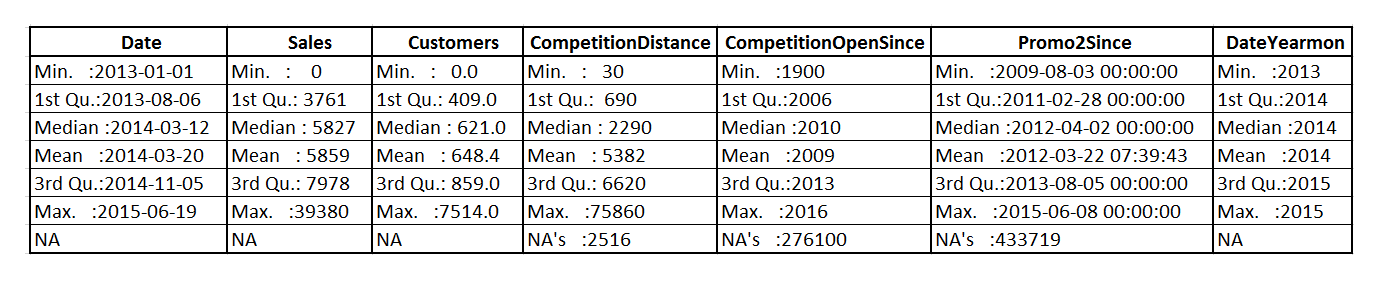 Date Sales Customers CompetitionDistance CompetitionOpenSince Promo2Since DateYearmon
Min. :2013-01-01 Min. : 0 Min. : 0.0 Min. : 30 Min. :1900 Min. :2009-08-03 00:00:00 Min. :2013
1st Qu.:2013-08-06 1st Qu.: 3761 1st Qu.: 409.0 1st Qu.: 690 1st Qu.:2006 1st Qu.:2011-02-28 00:00:00 1st Qu.:2014
Median :2014-03-12 Median : 5827 Median : 621.0 Median : 2290 Median :2010 Median :2012-04-02 00:00:00 Median :2014
Mean :2014-03-20 Mean : 5859 Mean : 648.4 Mean : 5382 Mean :2009 Mean :2012-03-22 07:39:43 Mean :2014
3rd Qu.:2014-11-05 3rd Qu.: 7978 3rd Qu.: 859.0 3rd Qu.: 6620 3rd Qu.:2013 3rd Qu.:2013-08-05 00:00:00 3rd Qu.:2015
Max. :2015-06-19 Max. :39380 Max. :7514.0 Max. :75860 Max. :2016 Max. :2015-06-08 00:00:00 Max. :2015
NA NA NA NA's :2516 NA's :276100 NA's :433719 NA